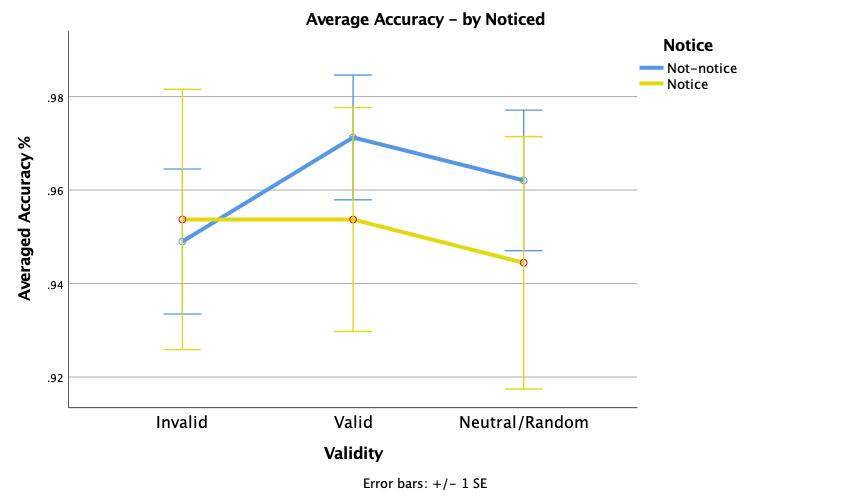 Average Accuracy – by Noticed
Notice
Not-notice
Notice
.98
.96
.94
.92
Averaged Accuracy %
Invalid
Valid
Neutral/Random
Validity
Error bars: +/- 1 SE